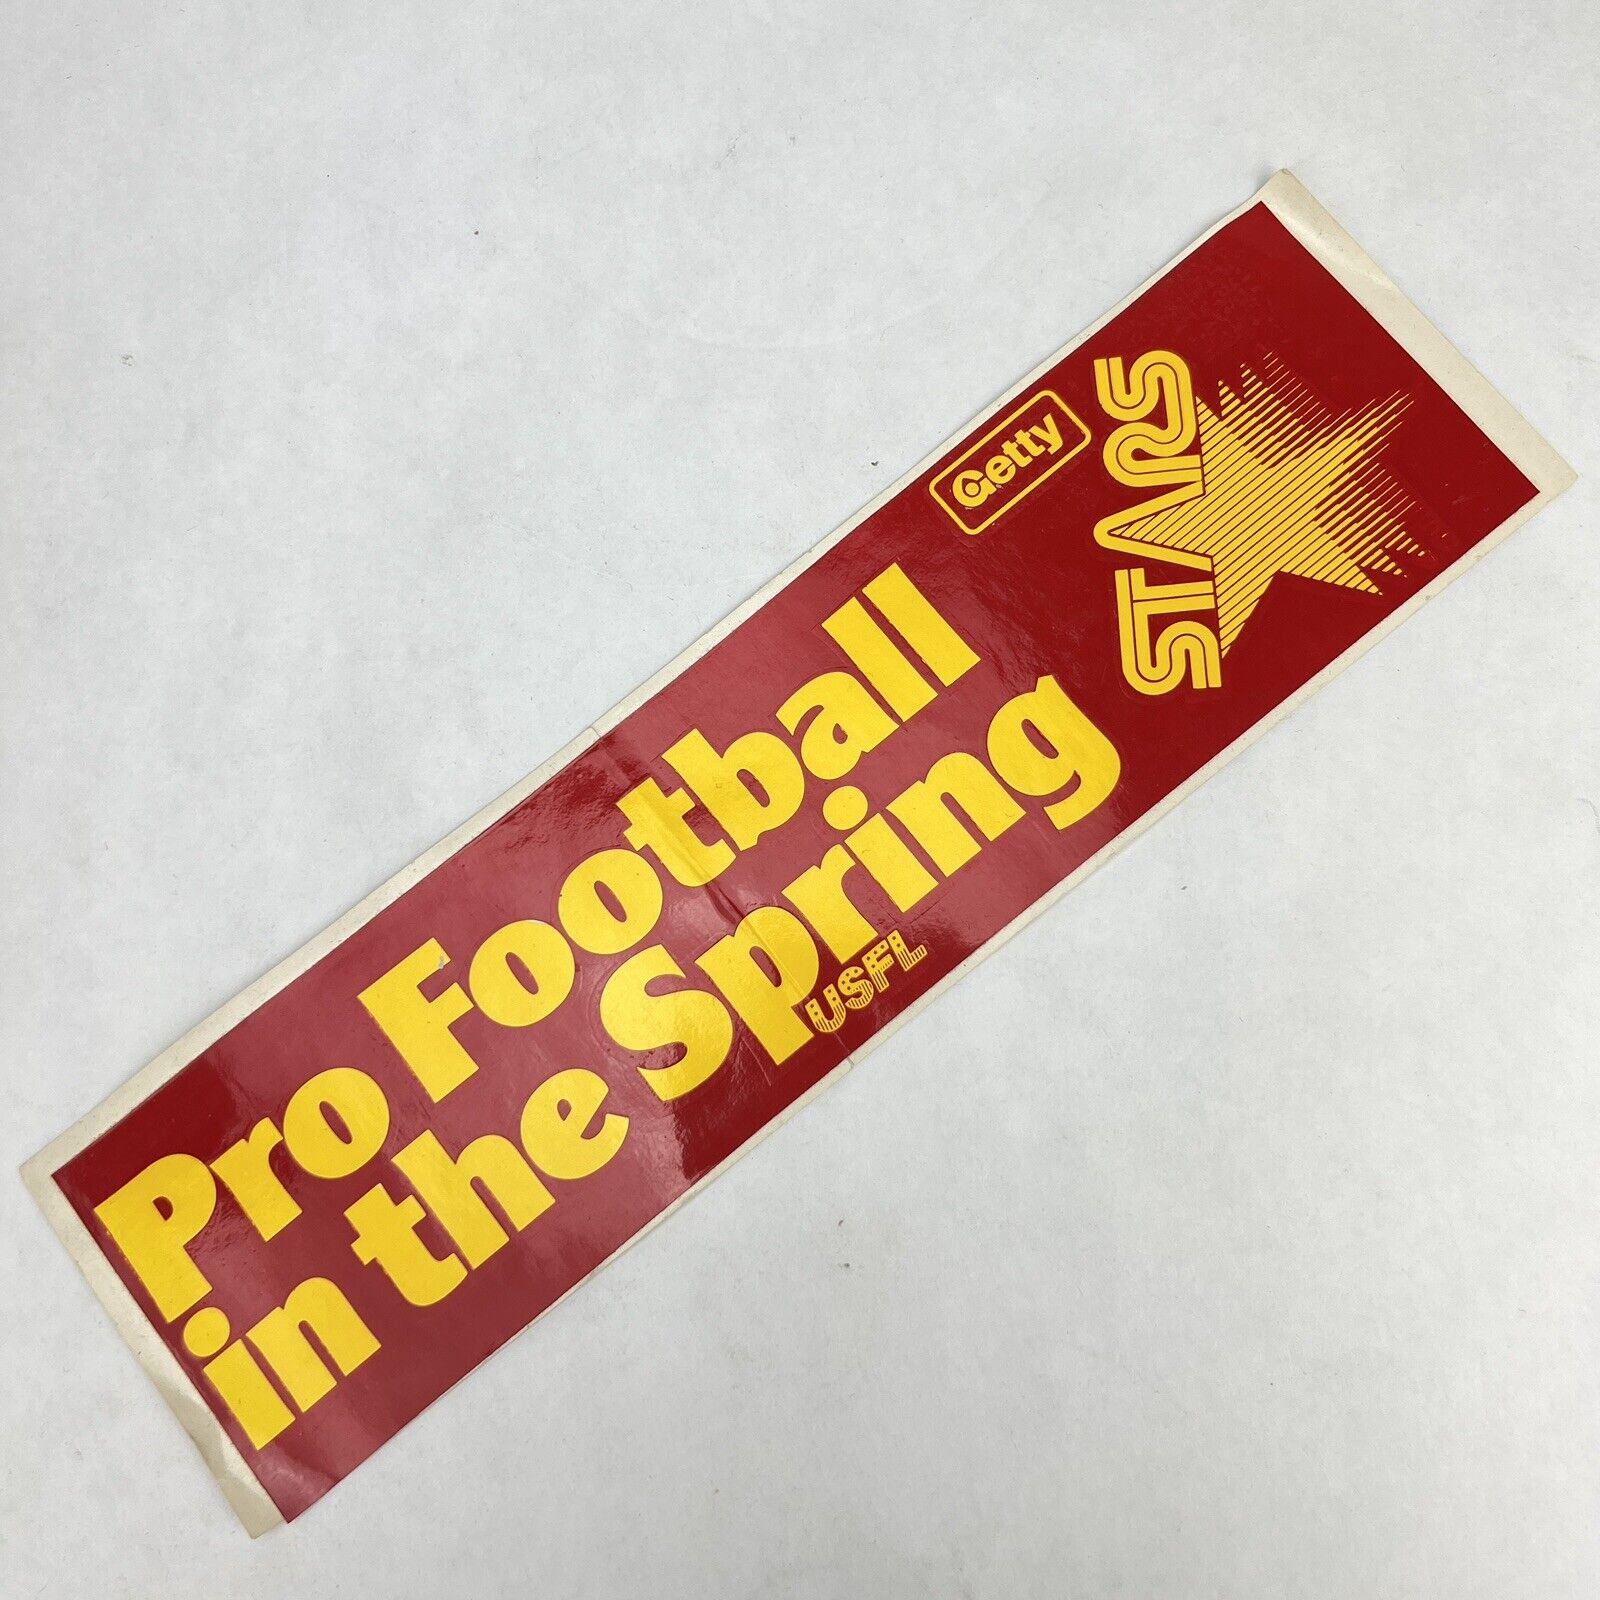 Pro Football
in the Spring
USFL
Getty
STARS